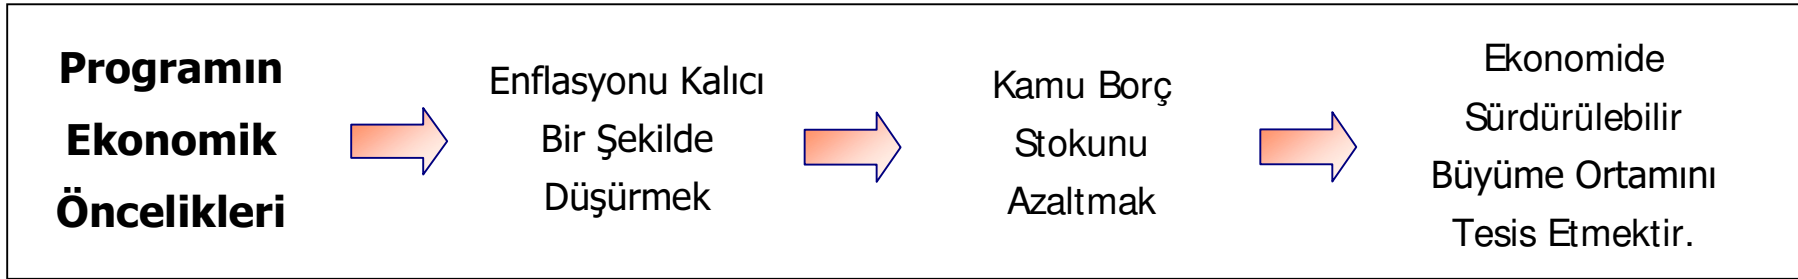 Programın
Ekonomik
Öncelikleri
Enflasyonu Kalıcı
Bir Şekilde
Düşürmek
Kamu Borç
Stokunu
Azaltmak
Ekonomide
Sürdürülebilir
Büyüme Ortamını
Tesis Etmektir.